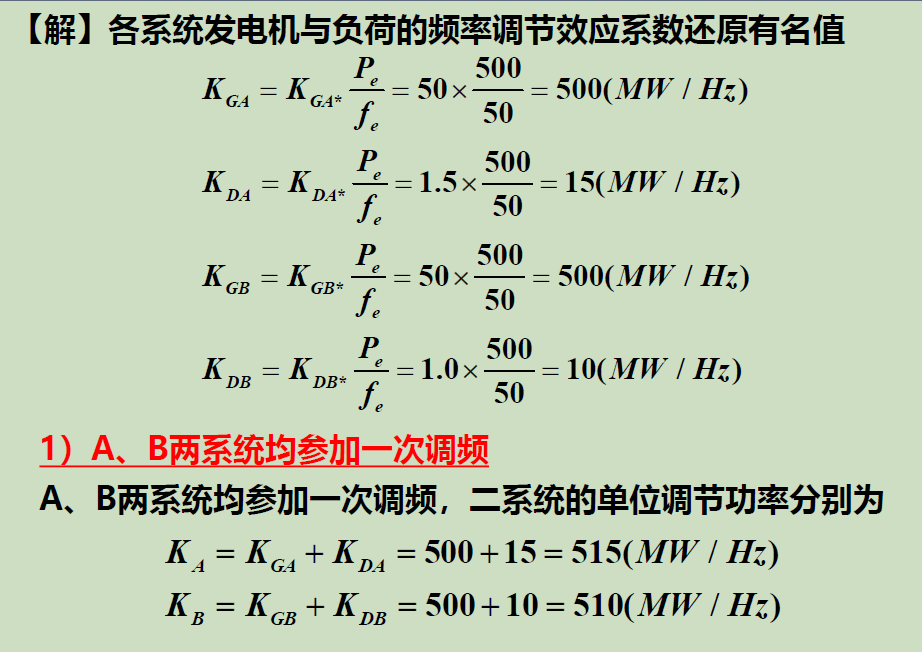 【解】各系统发电机与负荷的频率调节效应系数还原有名值
K_{GA} = K_{GA*} \frac{P_e}{f_e} = 50 × \frac{500}{50} = 500(MW / Hz)
K_{DA} = K_{DA*} \frac{P_e}{f_e} = 1.5 × \frac{500}{50} = 15(MW / Hz)
K_{GB} = K_{GB*} \frac{P_e}{f_e} = 50 × \frac{500}{50} = 500(MW / Hz)
K_{DB} = K_{DB*} \frac{P_e}{f_e} = 1.0 × \frac{500}{50} = 10(MW / Hz)
1）A、B两系统均参加一次调频
A、B两系统均参加一次调频，二系统的单位调节功率分别为
K_A = K_{GA} + K_{DA} = 500 + 15 = 515(MW / Hz)
K_B = K_{GB} + K_{DB} = 500 + 10 = 510(MW / Hz)